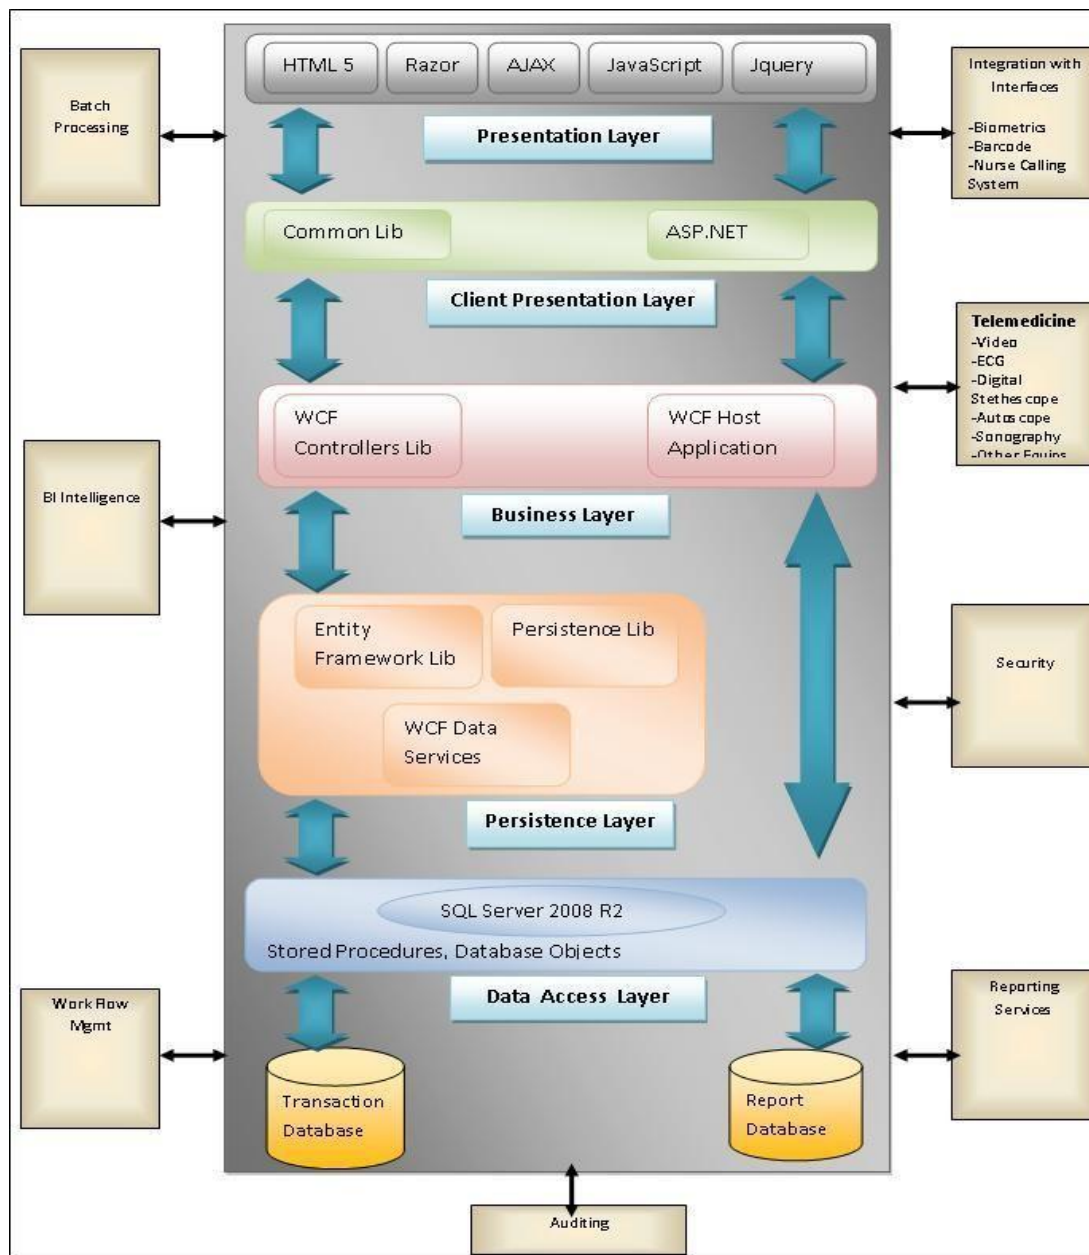 HTML 5
Razor
AJAX
JavaScript
Jquery
Presentation Layer
Common Lib
ASP.NET
Client Presentation Layer
WCF
Controllers Lib
WCF Host
Application
Business Layer
Entity
Framework Lib
Persistence Lib
WCF Data
Services
Persistence Layer
SQL Server 2008 R2
Stored Procedures, Database Objects
Data Access Layer
Transaction
Database
Report
Database
Batch
Processing
BI Intelligence
Work Flow
Mgmt
Integration with
Interfaces
-Biometrics
-Barcode
-Nurse Calling
System
Telemedicine
-Video
-ECG
-Digital
Stethescope
-Autoscope
-Sonography
-Other Equips
Security
Reporting
Services
Auditing